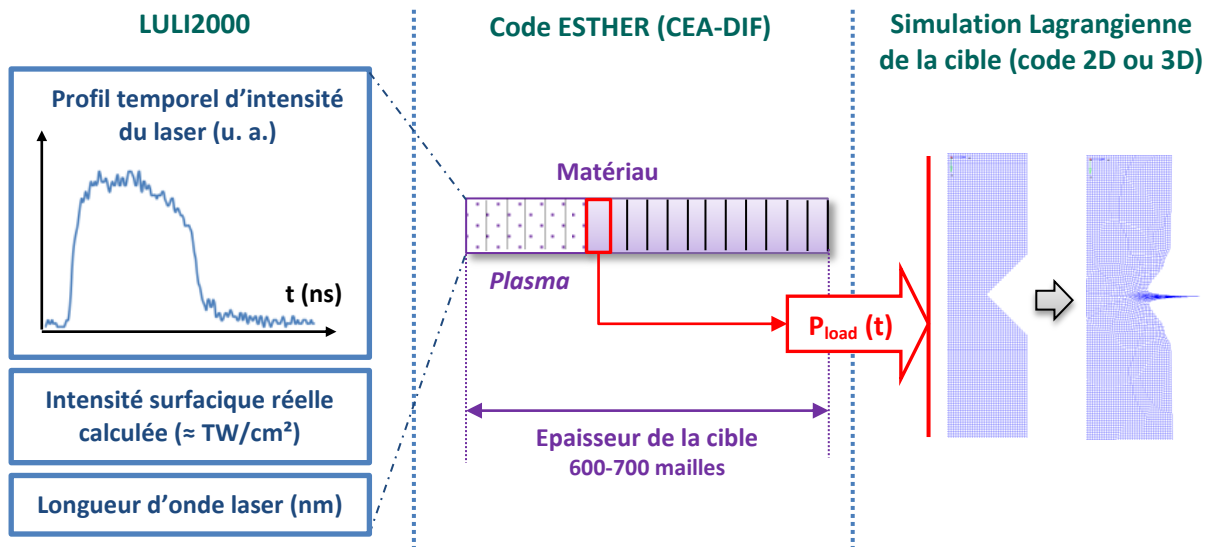 LULI2000
Profil temporel d’intensité
du laser (u. a.)
t (ns)
Intensité surfacique réelle
calculée (≈ TW/cm²)
Longueur d’onde laser (nm)
Code ESTHER (CEA-DIF)
Matériau
Plasma
P_load (t)
Epaisseur de la cible
600-700 mailles
Simulation Lagrangienne
de la cible (code 2D ou 3D)